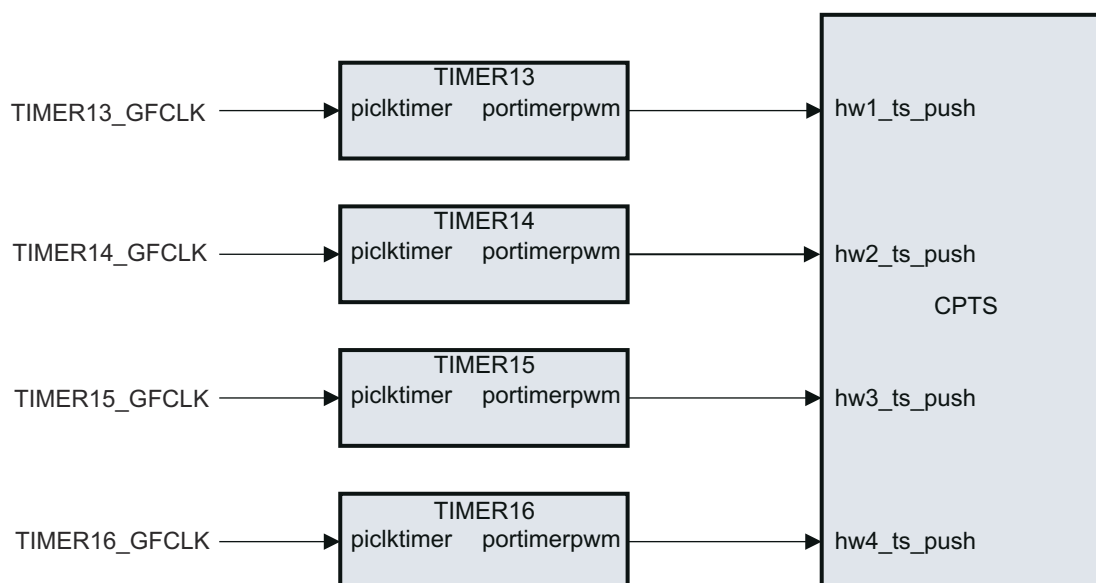 TIMER13
TIMER13_GFCLK piclktimer portimerpwm hw1_ts_push
TIMER14
TIMER14_GFCLK piclktimer portimerpwm hw2_ts_push
CPTS
TIMER15
TIMER15_GFCLK piclktimer portimerpwm hw3_ts_push
TIMER16
TIMER16_GFCLK piclktimer portimerpwm hw4_ts_push